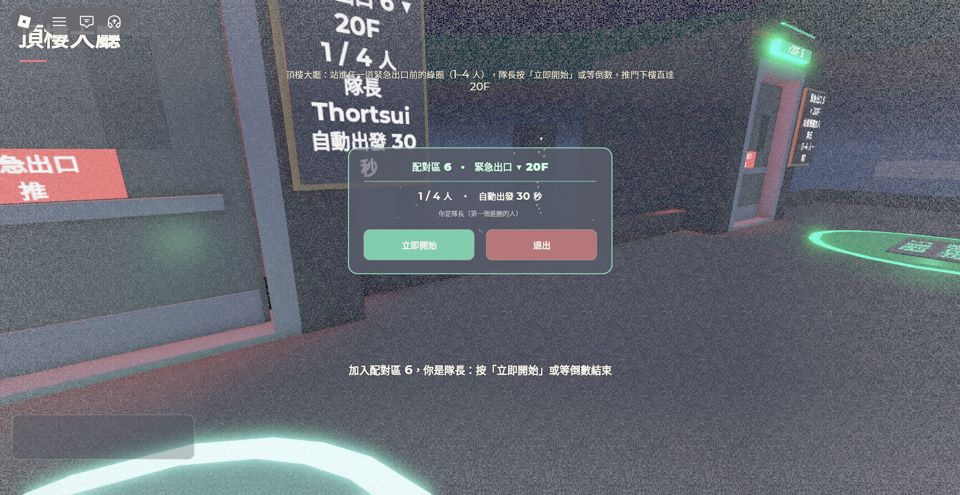 頂樓大廳
20F
1 / 4 人
隊長
Thortsui
自動出發 30
秒
頂樓大廳：站進任一道緊急出口前的綠圈（1–4 人），隊長按「立即開始」或等倒數，推門下樓直達
20F
急出口
推
配對區 6 • 緊急出口 ▼ 20F
1 / 4 人 • 自動出發 30 秒
你是隊長（第一個進圈的人）
立即開始
退出
加入配對區 6，你是隊長：按「立即開始」或等倒數結束